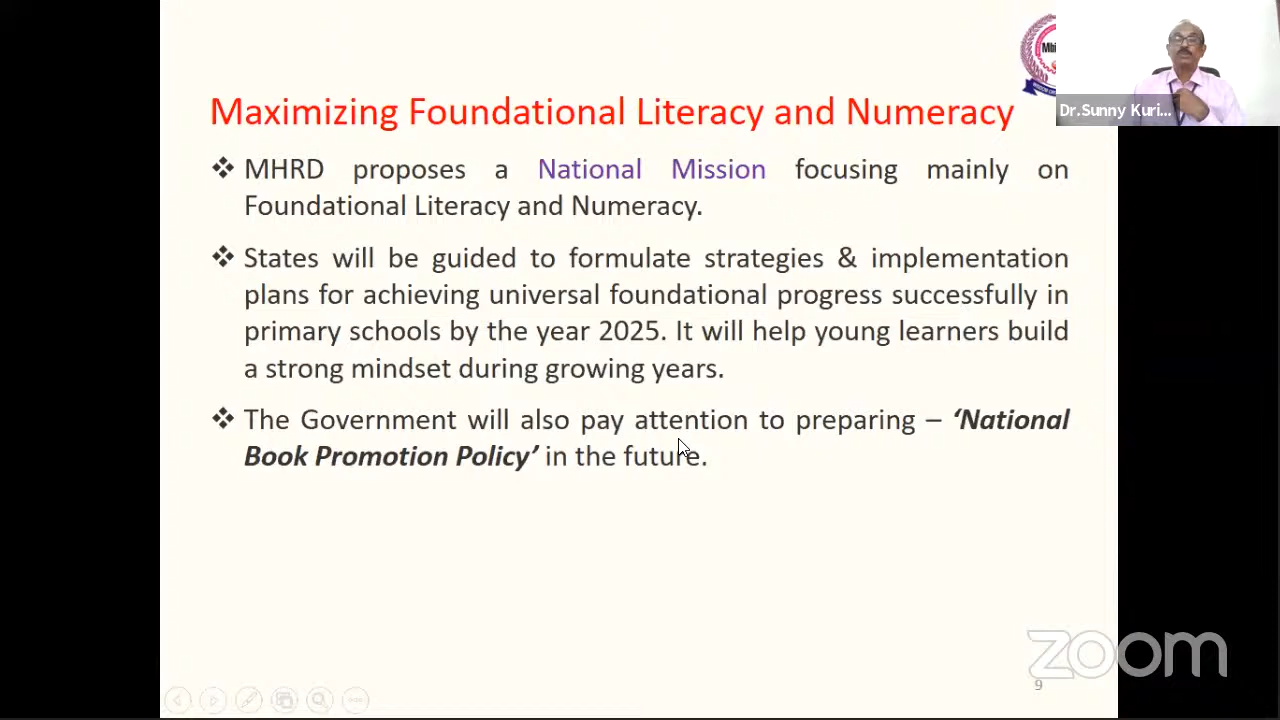 Maximizing Foundational Literacy and Numeracy
❖ MHRD proposes a National Mission focusing mainly on
Foundational Literacy and Numeracy.
❖ States will be guided to formulate strategies & implementation
plans for achieving universal foundational progress successfully in
primary schools by the year 2025. It will help young learners build
a strong mindset during growing years.
❖ The Government will also pay attention to preparing – ‘National
Book Promotion Policy’ in the future.
Dr.Sunny Kuri...
zoom
9